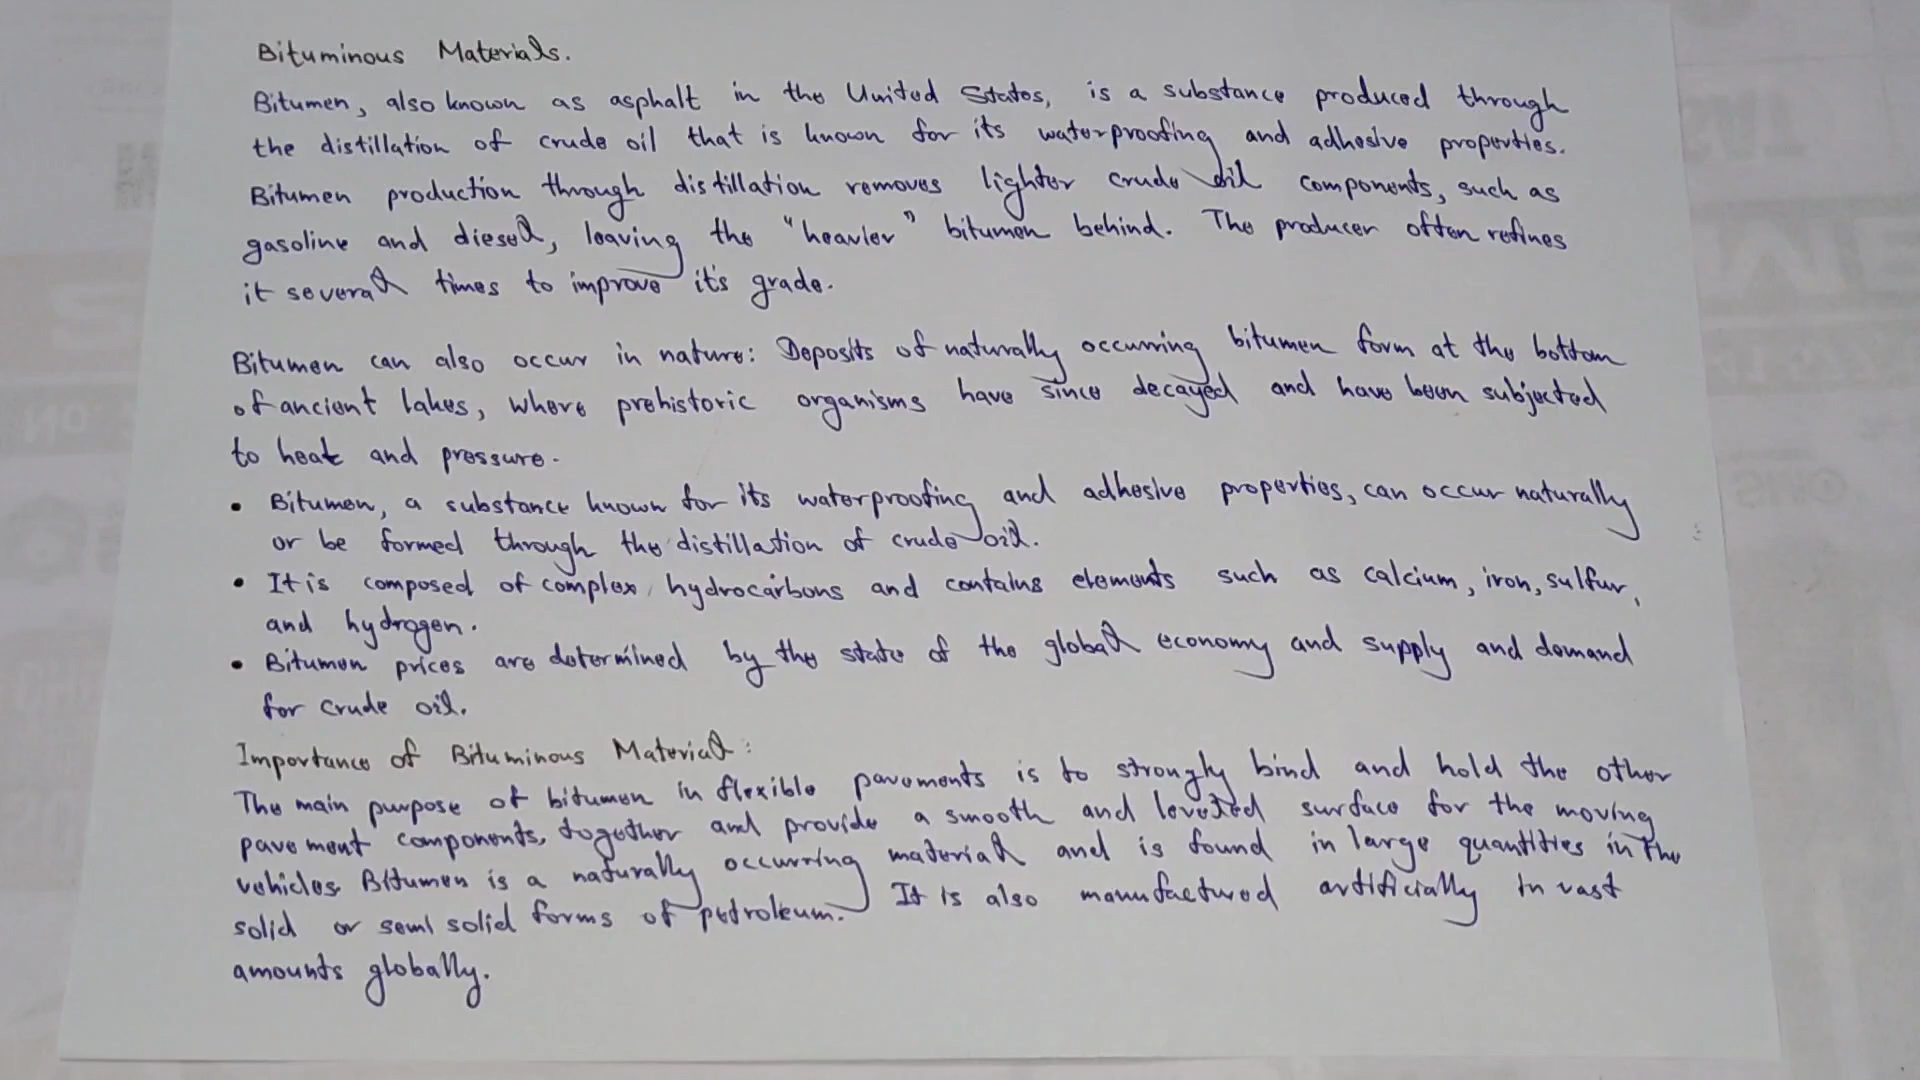 Bituminous Materials.
Bitumen, also known as asphalt in the United States, is a substance produced through
the distillation of crude oil that is known for its waterproofing and adhesive properties.
Bitumen production through distillation removes lighter crude oil components, such as
gasoline and diesel, leaving the "heavier" bitumen behind. The producer often refines
it several times to improve it's grade.
Bitumen can also occur in nature: Deposits of naturally occurring bitumen form at the bottom
of ancient lakes, where prehistoric organisms have since decayed and have been subjected
to heat and pressure.
• Bitumen, a substance known for its waterproofing and adhesive properties, can occur naturally
or be formed through the distillation of crude oil.
• It is composed of complex hydrocarbons and contains elements such as calcium, iron, sulfur,
and hydrogen.
• Bitumen prices are determined by the state of the global economy and supply and demand
for crude oil.
Importance of Bituminous Material:
The main purpose of bitumen in flexible pavements is to strongly bind and hold the other
pavement components, together and provide a smooth and leveled surface for the moving
vehicles. Bitumen is a naturally occurring material and is found in large quantities in the
solid or semi solid forms of petroleum. It is also manufactured artificially in vast
amounts globally.